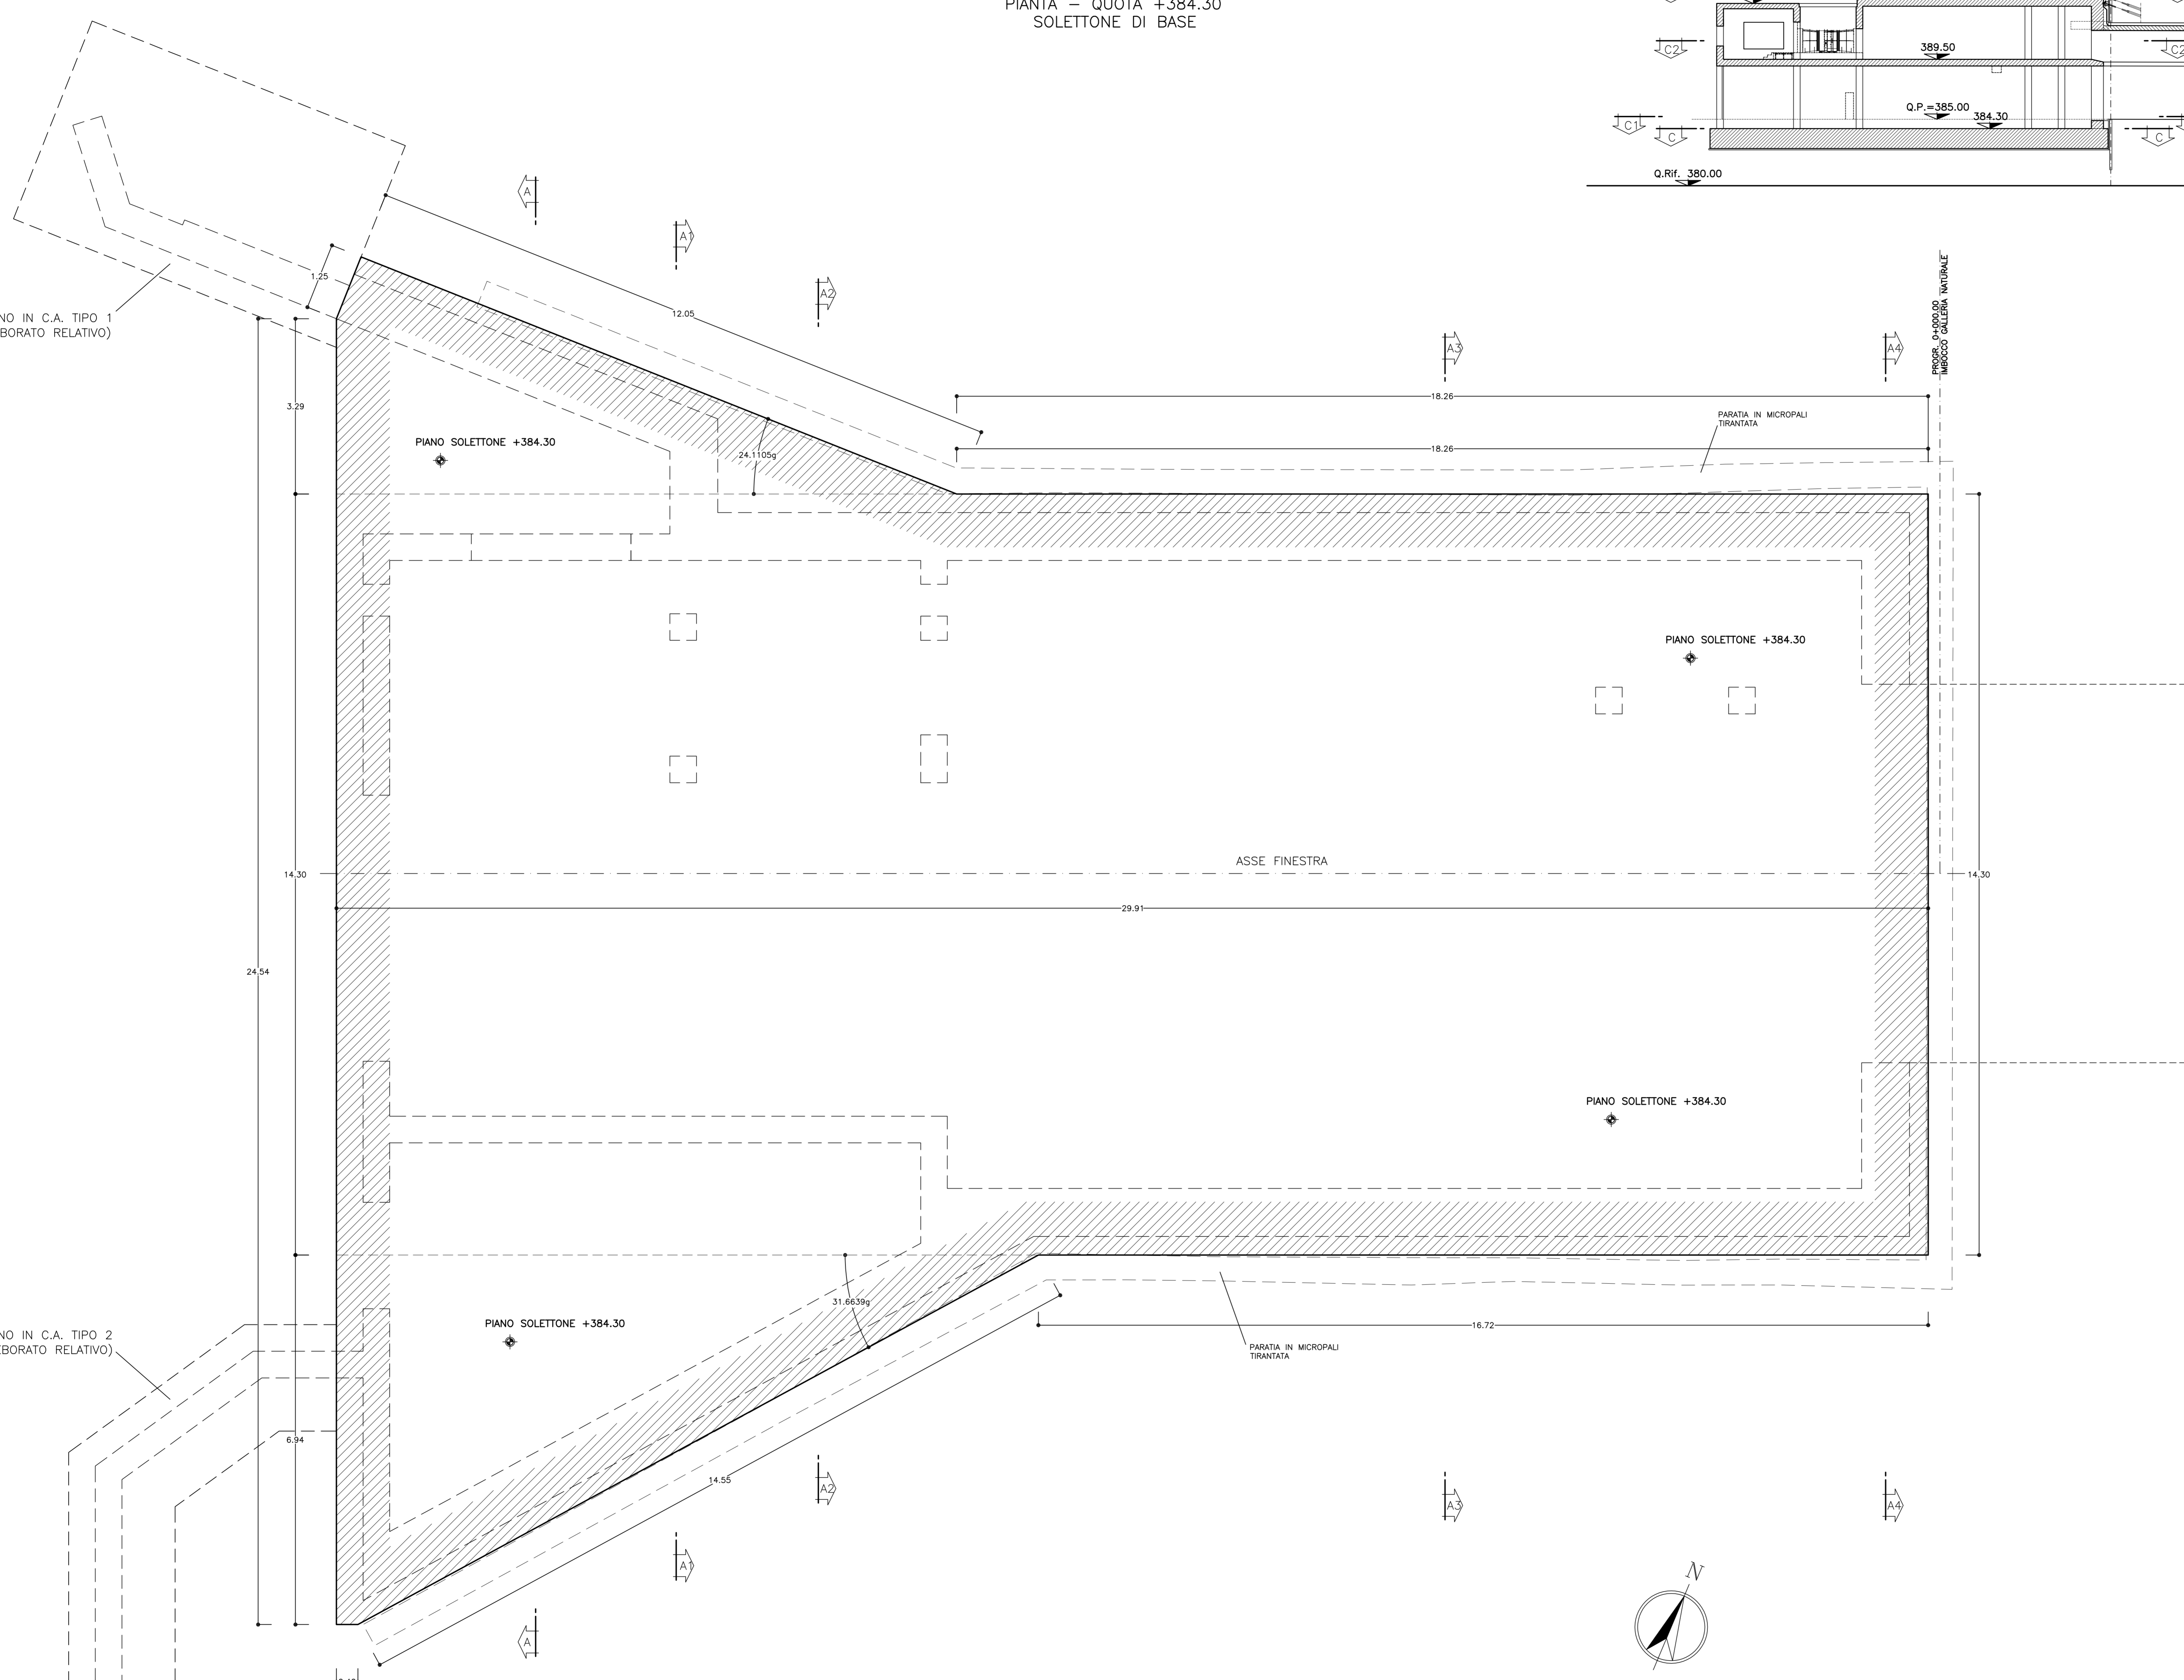 PIANTA – QUOTA +384.30
SOLETTONE DI BASE
C2
C2
389.50
Q.P.=385.00
384.30
C1
C
C
Q.Rif. 380.00
A
A1
A2
A3
A4
PROGR. 0+000.00
IMBOCCO GALLERIA NATURALE
1.25
12.05
NO IN C.A. TIPO 1
BORATO RELATIVO)
18.26
PARATIA IN MICROPALI
TIRANTATA
3.29
PIANO SOLETTONE +384.30
24.1105g
18.26
PIANO SOLETTONE +384.30
ASSE FINESTRA
14.30
14.30
29.91
24.54
PIANO SOLETTONE +384.30
31.6639g
PIANO SOLETTONE +384.30
NO IN C.A. TIPO 2
BORATO RELATIVO)
16.72
PARATIA IN MICROPALI
TIRANTATA
6.94
14.55
A2
A3
A4
A1
A
N